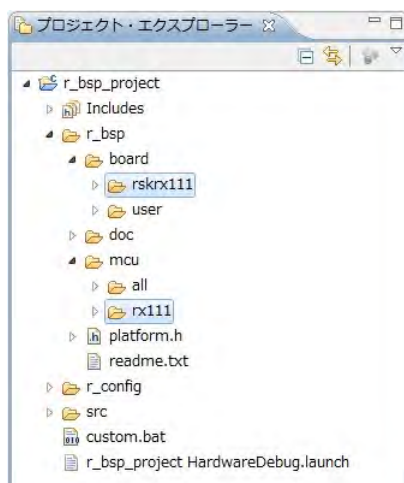 プロジェクト・エクスプローラー
r_bsp_project
Includes
r_bsp
board
rskrx111
user
doc
mcu
all
rx111
platform.h
readme.txt
r_config
src
custom.bat
r_bsp_project HardwareDebug.launch